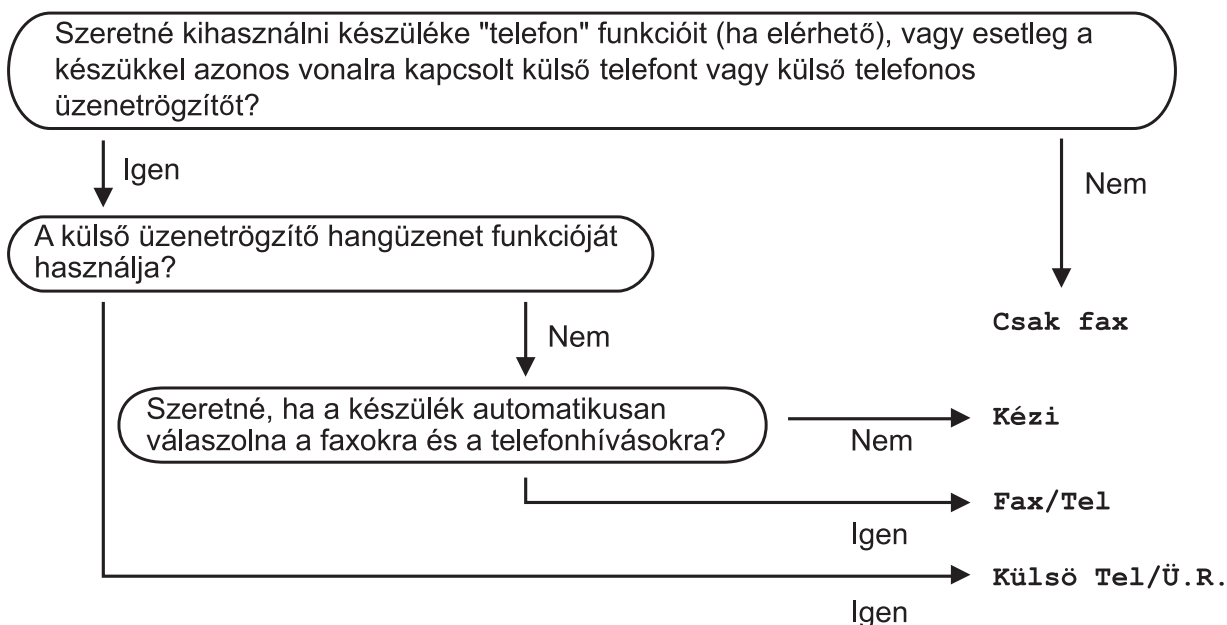 Szeretné kihasználni készüléke "telefon" funkcióit (ha elérhető), vagy esetleg a
készükkel azonos vonalra kapcsolt külső telefont vagy külső telefonos
üzenetrögzítőt?
Igen
Nem
A külső üzenetrögzítő hangüzenet funkcióját
használja?
Nem
Csak fax
Szeretné, ha a készülék automatikusan
válaszolna a faxokra és a telefonhívásokra?
Nem
Kézi
Igen
Fax/Tel
Igen
Külsö Tel/Ü.R.